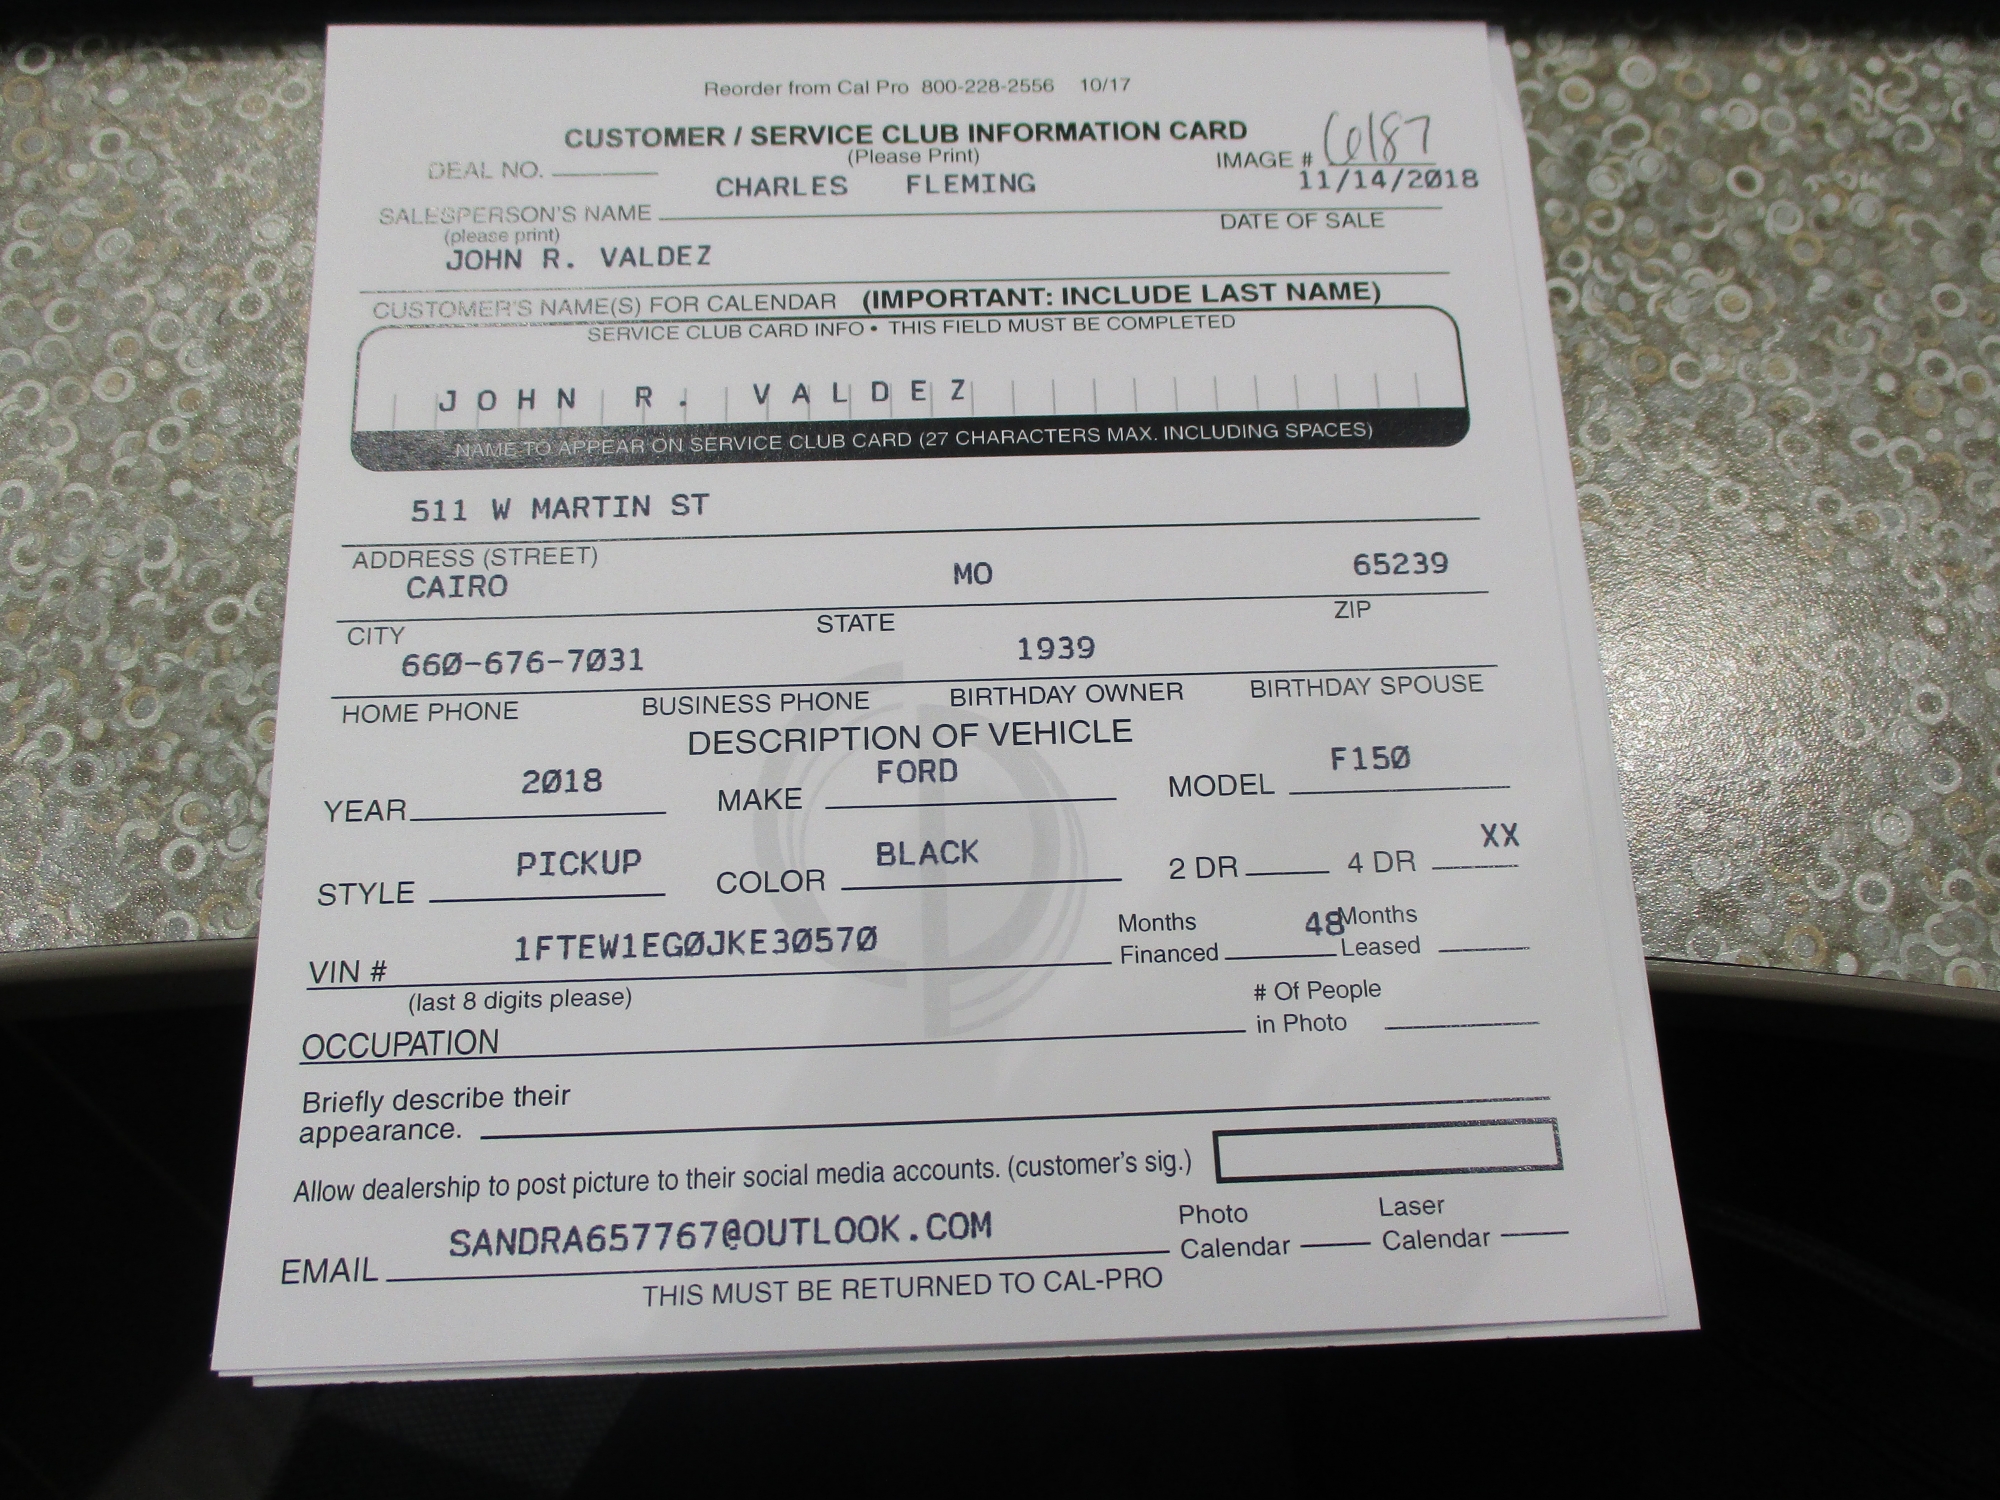 Reorder from Cal Pro 800-228-2556 10/17
CUSTOMER / SERVICE CLUB INFORMATION CARD
(Please Print)
DEAL NO.
IMAGE # 6187
CHARLES FLEMING
11/14/2018
SALESPERSON'S NAME
DATE OF SALE
(please print)
JOHN R. VALDEZ
CUSTOMER'S NAME(S) FOR CALENDAR (IMPORTANT: INCLUDE LAST NAME)
SERVICE CLUB CARD INFO • THIS FIELD MUST BE COMPLETED
JOHN R. VALDEZ
NAME TO APPEAR ON SERVICE CLUB CARD (27 CHARACTERS MAX. INCLUDING SPACES)
511 W MARTIN ST
ADDRESS (STREET)
CAIRO MO 65239
CITY STATE ZIP
660-676-7031 1939
HOME PHONE BUSINESS PHONE BIRTHDAY OWNER BIRTHDAY SPOUSE
DESCRIPTION OF VEHICLE
YEAR 2018 MAKE FORD MODEL F150
STYLE PICKUP COLOR BLACK 2 DR 4 DR XX
VIN # 1FTEW1EG0JKE30570 Months Financed 48 Months Leased
(last 8 digits please)
OCCUPATION # Of People in Photo
Briefly describe their
appearance.
Allow dealership to post picture to their social media accounts. (customer's sig.)
EMAIL SANDRA657767@OUTLOOK.COM Photo Calendar Laser Calendar
THIS MUST BE RETURNED TO CAL-PRO